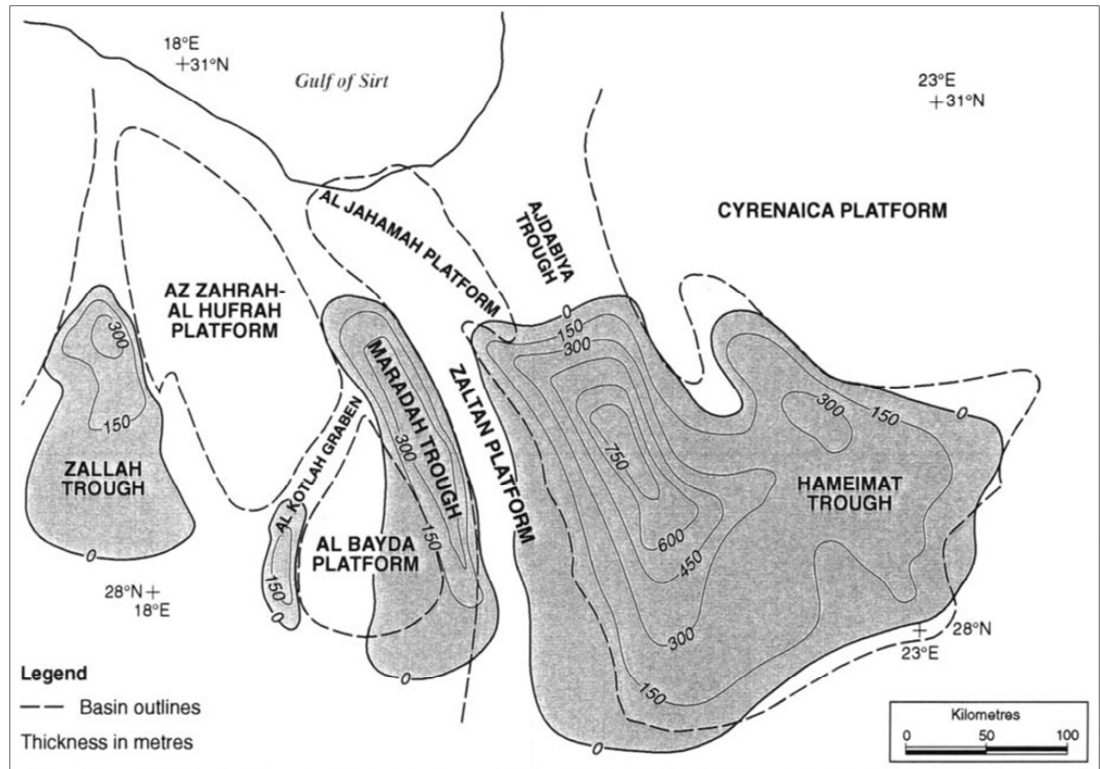 18°E
+31°N
Gulf of Sirt
23°E
+31°N
AL JAHAMAH PLATFORM
AJDABIYA
TROUGH
CYRENAICA PLATFORM
AZ ZAHRAH-
AL HUFRAH
PLATFORM
300
150
ZALLAH
TROUGH
0
MARADAH TROUGH
300
150
0
ZALTAN PLATFORM
AL KOTLAH GRABEN
150
0
AL BAYDA
PLATFORM
0
150
300
750
600
450
300
150
0
300
150
0
HAMEIMAT
TROUGH
28°N +
18°E
+
28°N
23°E
Legend
Basin outlines
Thickness in metres
Kilometres
0 50 100